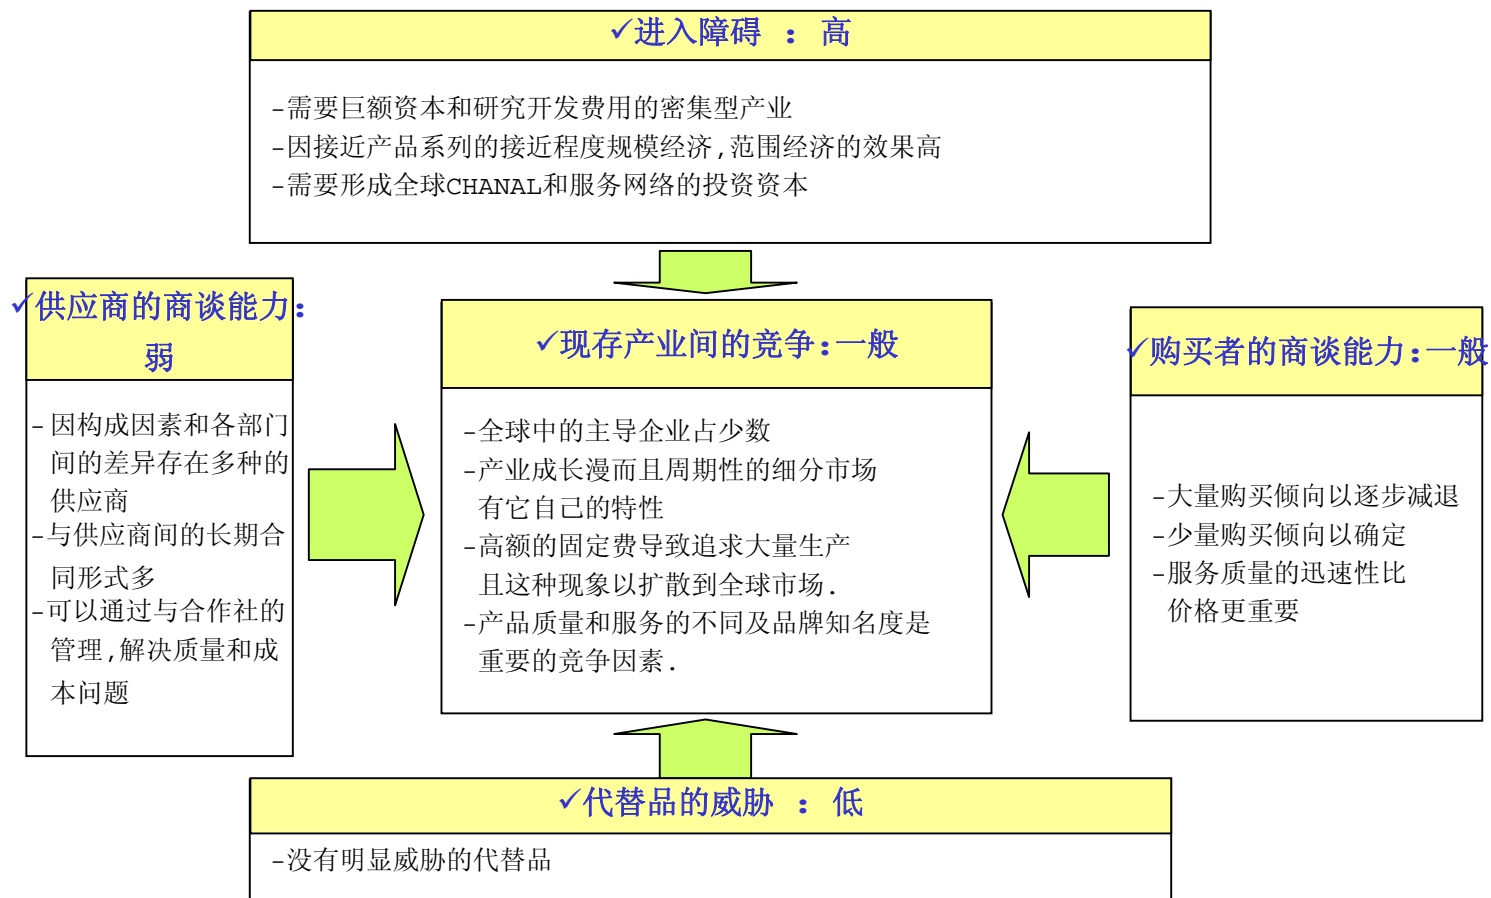 ✓进入障碍 : 高
-需要巨额资本和研究开发费用的密集型产业
-因接近产品系列的接近程度规模经济,范围经济的效果高
-需要形成全球CHANAL和服务网络的投资资本
✓供应商的商谈能力:
弱
-因构成因素和各部门
间的差异存在多种的
供应商
-与供应商间的长期合
同形式多
-可以通过与合作社的
管理,解决质量和成
本问题
✓现存产业间的竞争:一般
-全球中的主导企业占少数
-产业成长漫而且周期性的细分市场
有它自己的特性
-高额的固定费导致追求大量生产
且这种现象以扩散到全球市场.
-产品质量和服务的不同及品牌知名度是
重要的竞争因素.
✓购买者的商谈能力:一般
-大量购买倾向以逐步减退
-少量购买倾向以确定
-服务质量的迅速性比
价格更重要
✓代替品的威胁 : 低
-没有明显威胁的代替品